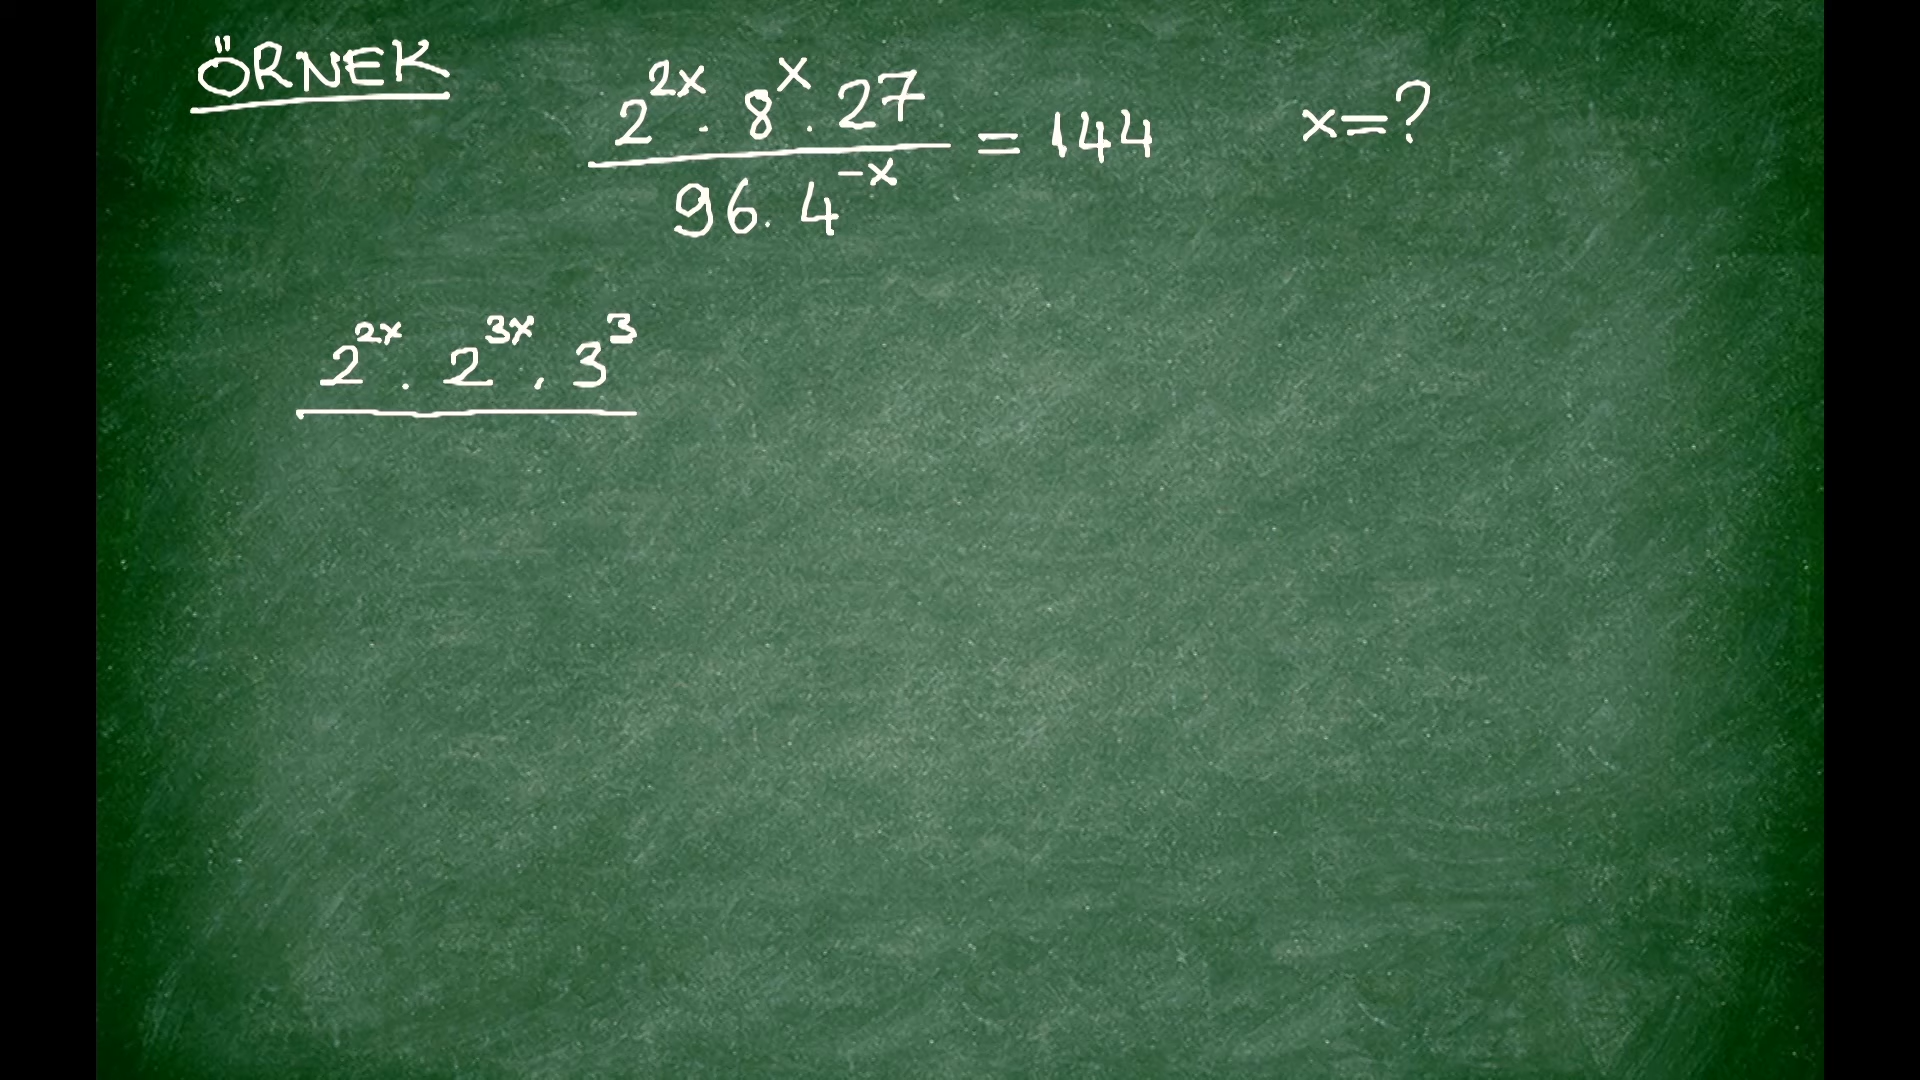 ÖRNEK
2^{2x} . 8^{x} . 27 / 96 . 4^{-x} = 144 x=?
2^{2x} . 2^{3x} . 3^{3}